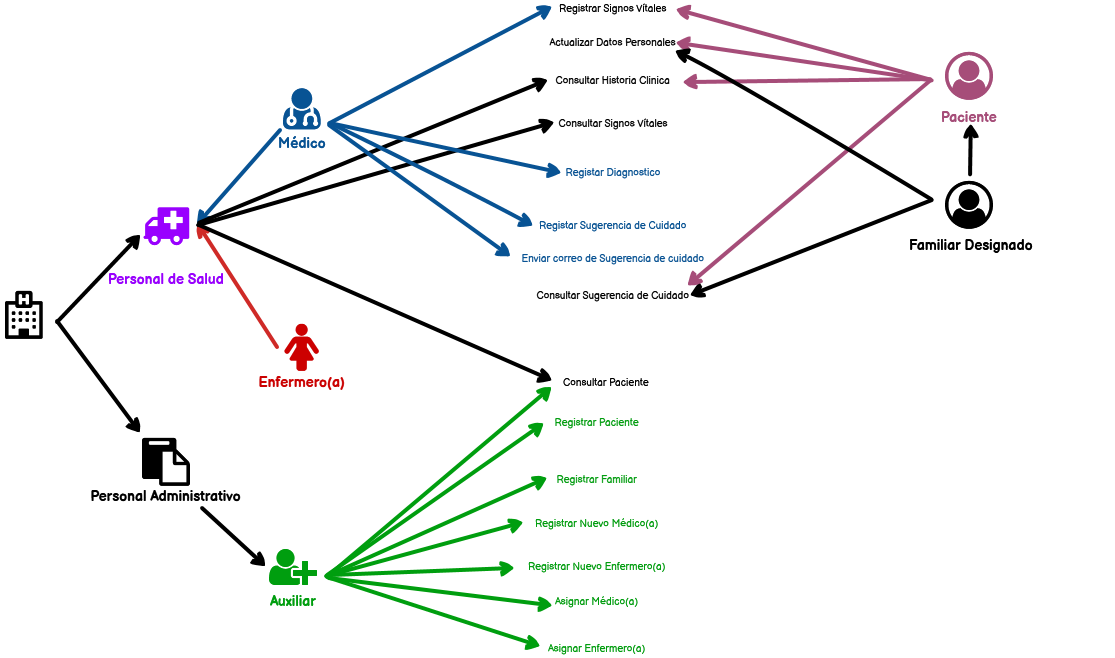 Registrar Signos Vítales
Actualizar Datos Personales
Consultar Historia Clinica
Paciente
Consultar Signos Vítales
Médico
Registar Diagnostico
Registar Sugerencia de Cuidado
Familiar Designado
Enviar correo de Sugerencia de cuidado
Personal de Salud
Consultar Sugerencia de Cuidado
H
Enfermero(a)
Consultar Paciente
Registrar Paciente
Registrar Familiar
Personal Administrativo
Registrar Nuevo Médico(a)
Registrar Nuevo Enfermero(a)
Auxiliar
Asignar Médico(a)
Asignar Enfermero(a)